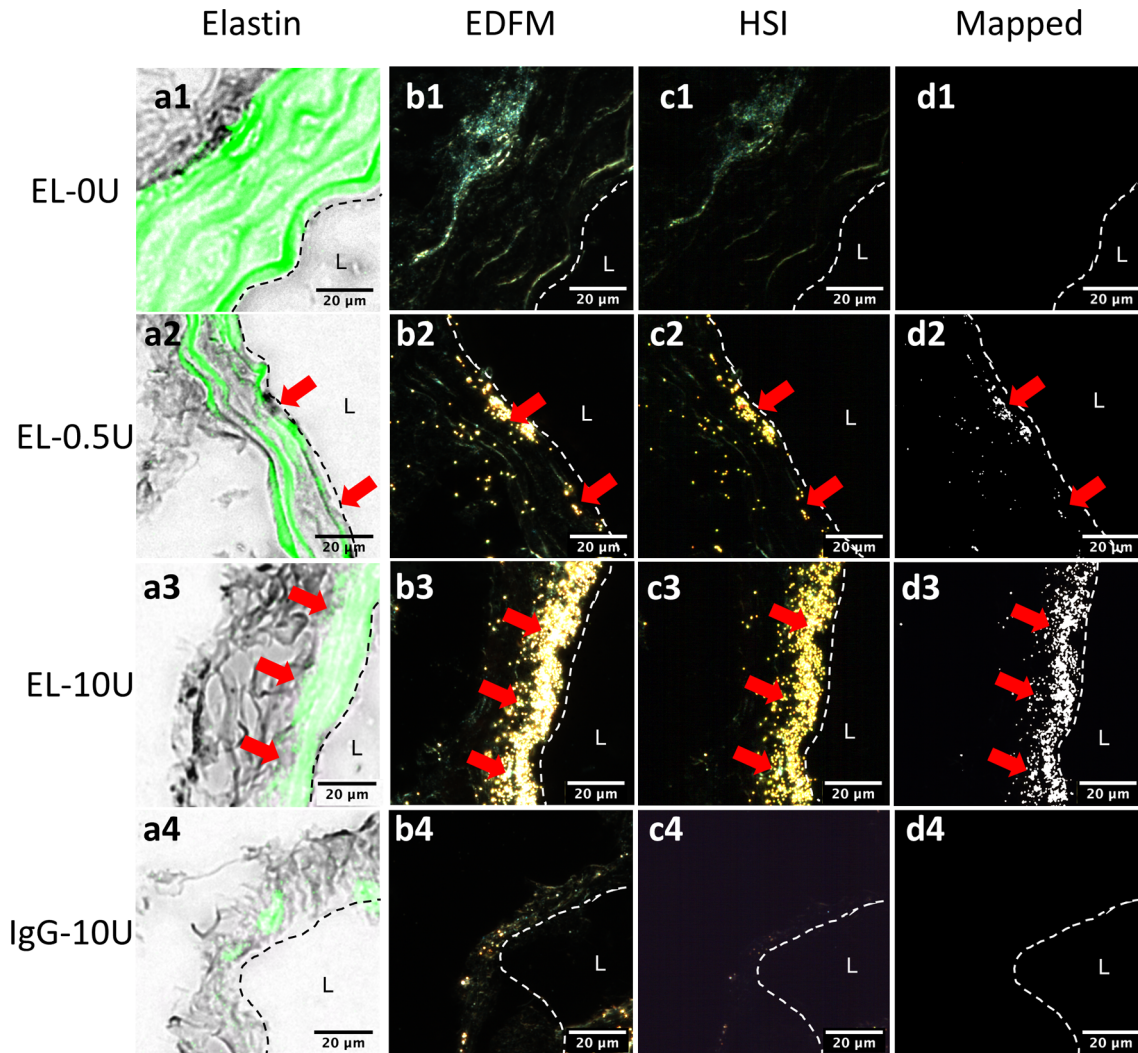 Elastin EDFM HSI Mapped
EL-0U
a1 b1 c1 d1
L L L L
20 µm 20 µm 20 µm 20 µm
EL-0.5U
a2 b2 c2 d2
L L L L
20 µm 20 µm 20 µm 20 µm
EL-10U
a3 b3 c3 d3
L L L L
20 µm 20 µm 20 µm 20 µm
IgG-10U
a4 b4 c4 d4
L L L L
20 µm 20 µm 20 µm 20 µm